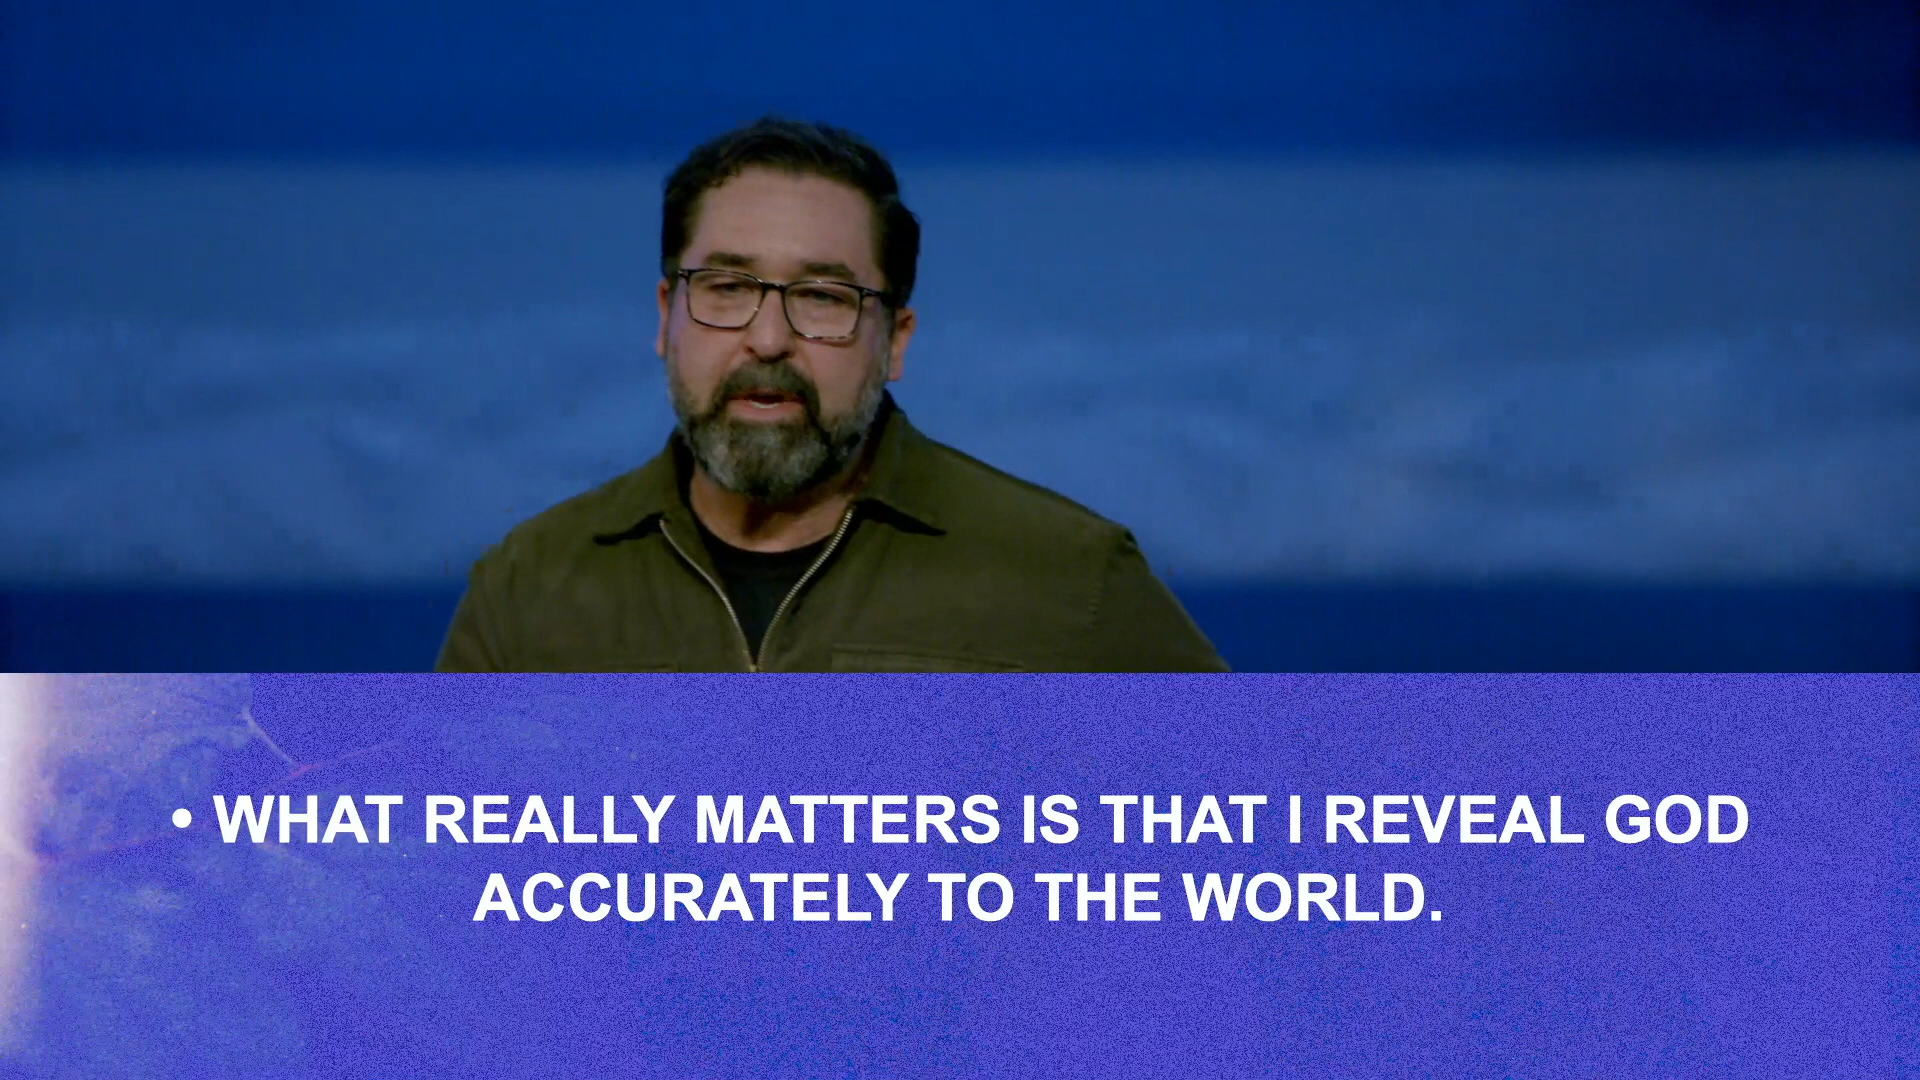 • WHAT REALLY MATTERS IS THAT I REVEAL GOD
ACCURATELY TO THE WORLD.